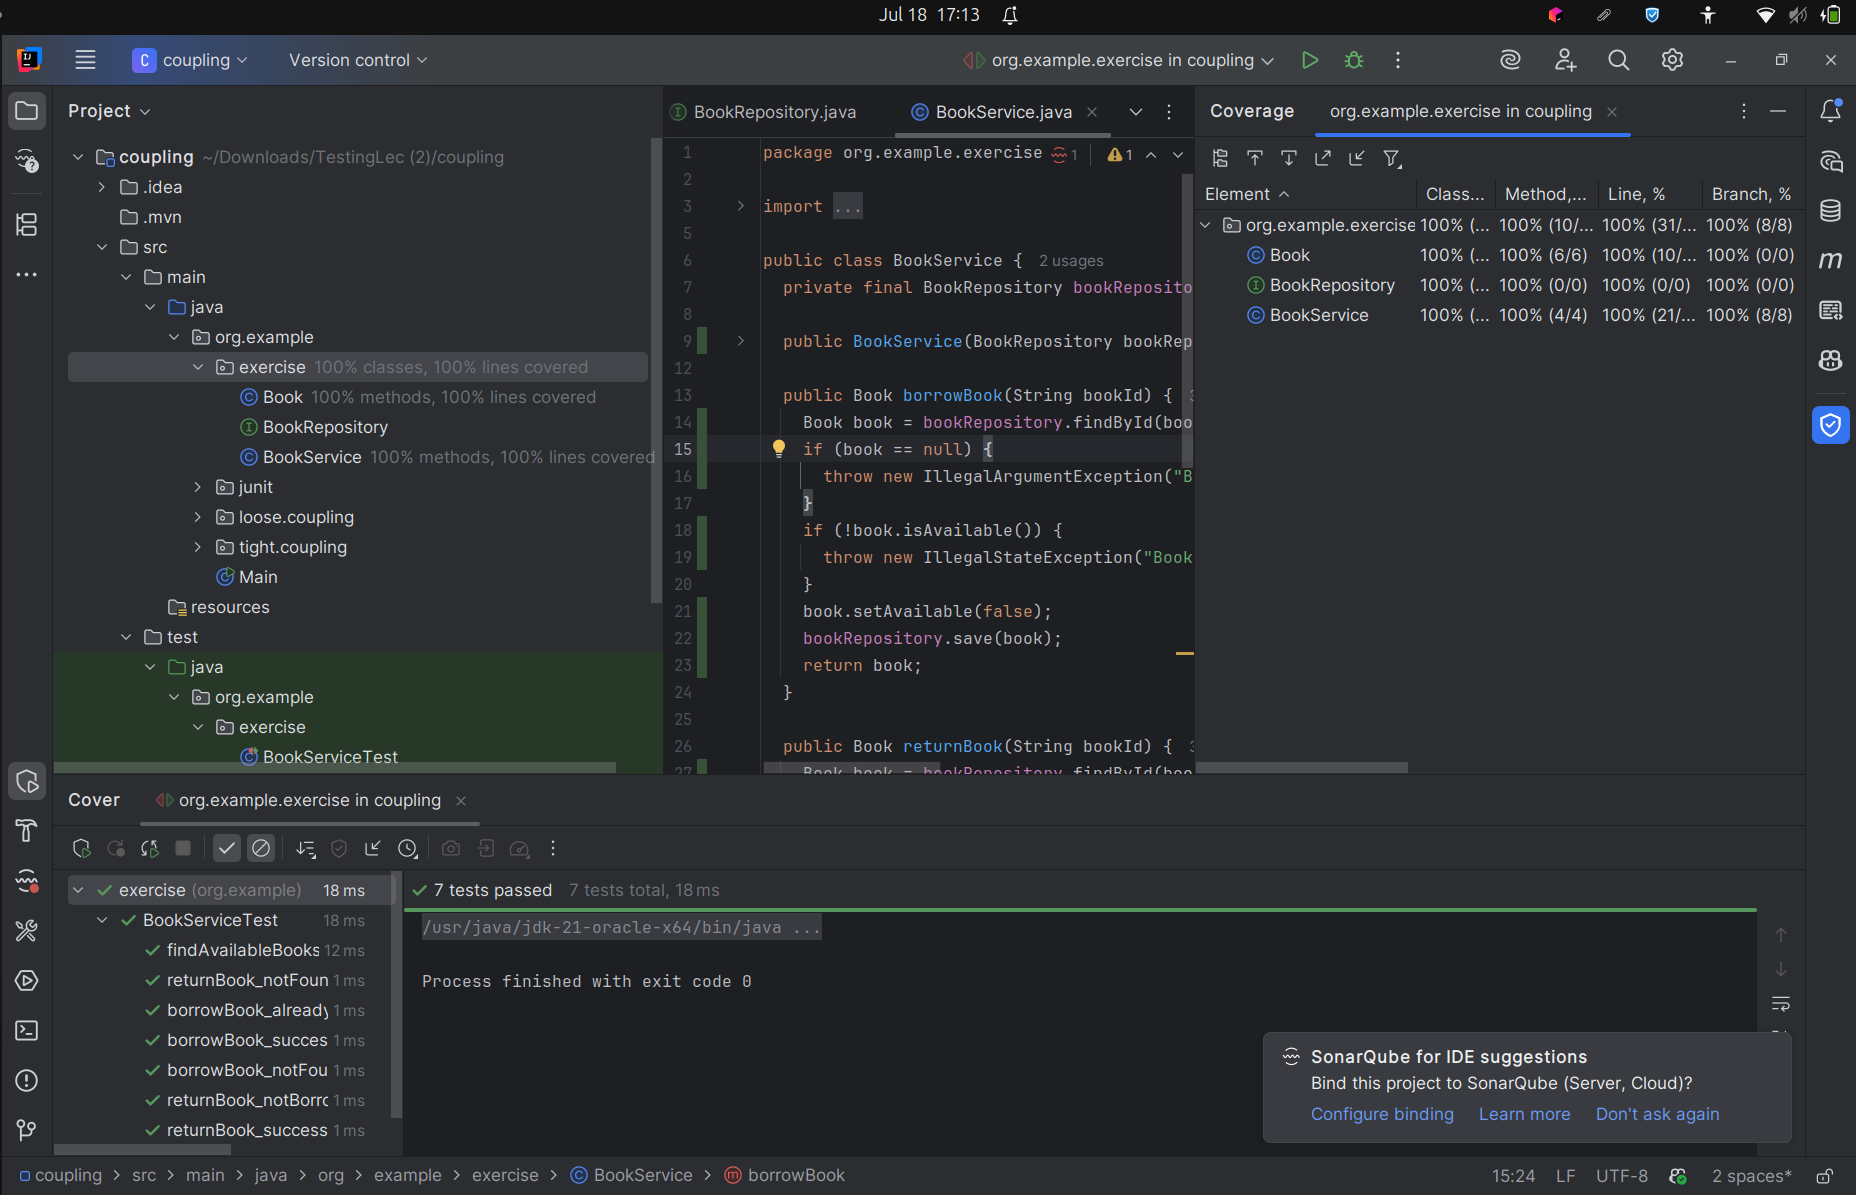 Jul 18 17:13
C coupling
Version control
org.example.exercise in coupling
Project
coupling ~/Downloads/TestingLec (2)/coupling
.idea
.mvn
src
main
java
org.example
exercise 100% classes, 100% lines covered
Book 100% methods, 100% lines covered
BookRepository
BookService 100% methods, 100% lines covered
junit
loose.coupling
tight.coupling
Main
resources
test
java
org.example
exercise
BookServiceTest
BookRepository.java
BookService.java
1 package org.example.exercise
1
1
2
3 import ...
5
6 public class BookService { 2 usages
7 private final BookRepository bookReposito
8
9 public BookService(BookRepository bookRep
12
13 public Book borrowBook(String bookId) { 3
14 Book book = bookRepository.findById(boo
15 if (book == null) {
16 throw new IllegalArgumentException("B
17 }
18 if (!book.isAvailable()) {
19 throw new IllegalStateException("Book
20 }
21 book.setAvailable(false);
22 bookRepository.save(book);
23 return book;
24 }
25
26 public Book returnBook(String bookId) { 3
27 Book book = bookRepository.findById(boo
Coverage
org.example.exercise in coupling
Element Class... Method,... Line, % Branch, %
org.example.exercise 100% (... 100% (10/... 100% (31/... 100% (8/8)
Book 100% (... 100% (6/6) 100% (10/... 100% (0/0)
BookRepository 100% (... 100% (0/0) 100% (0/0) 100% (0/0)
BookService 100% (... 100% (4/4) 100% (21/... 100% (8/8)
Cover
org.example.exercise in coupling
exercise (org.example) 18 ms
BookServiceTest 18 ms
findAvailableBooks 12 ms
returnBook_notFoun 1 ms
borrowBook_already 1 ms
borrowBook_succes 1 ms
borrowBook_notFou 1 ms
returnBook_notBorro 1 ms
returnBook_success 1 ms
7 tests passed 7 tests total, 18 ms
/usr/java/jdk-21-oracle-x64/bin/java ...
Process finished with exit code 0
SonarQube for IDE suggestions
Bind this project to SonarQube (Server, Cloud)?
Configure binding Learn more Don't ask again
coupling > src > main > java > org > example > exercise > BookService > borrowBook
15:24 LF UTF-8 2 spaces*